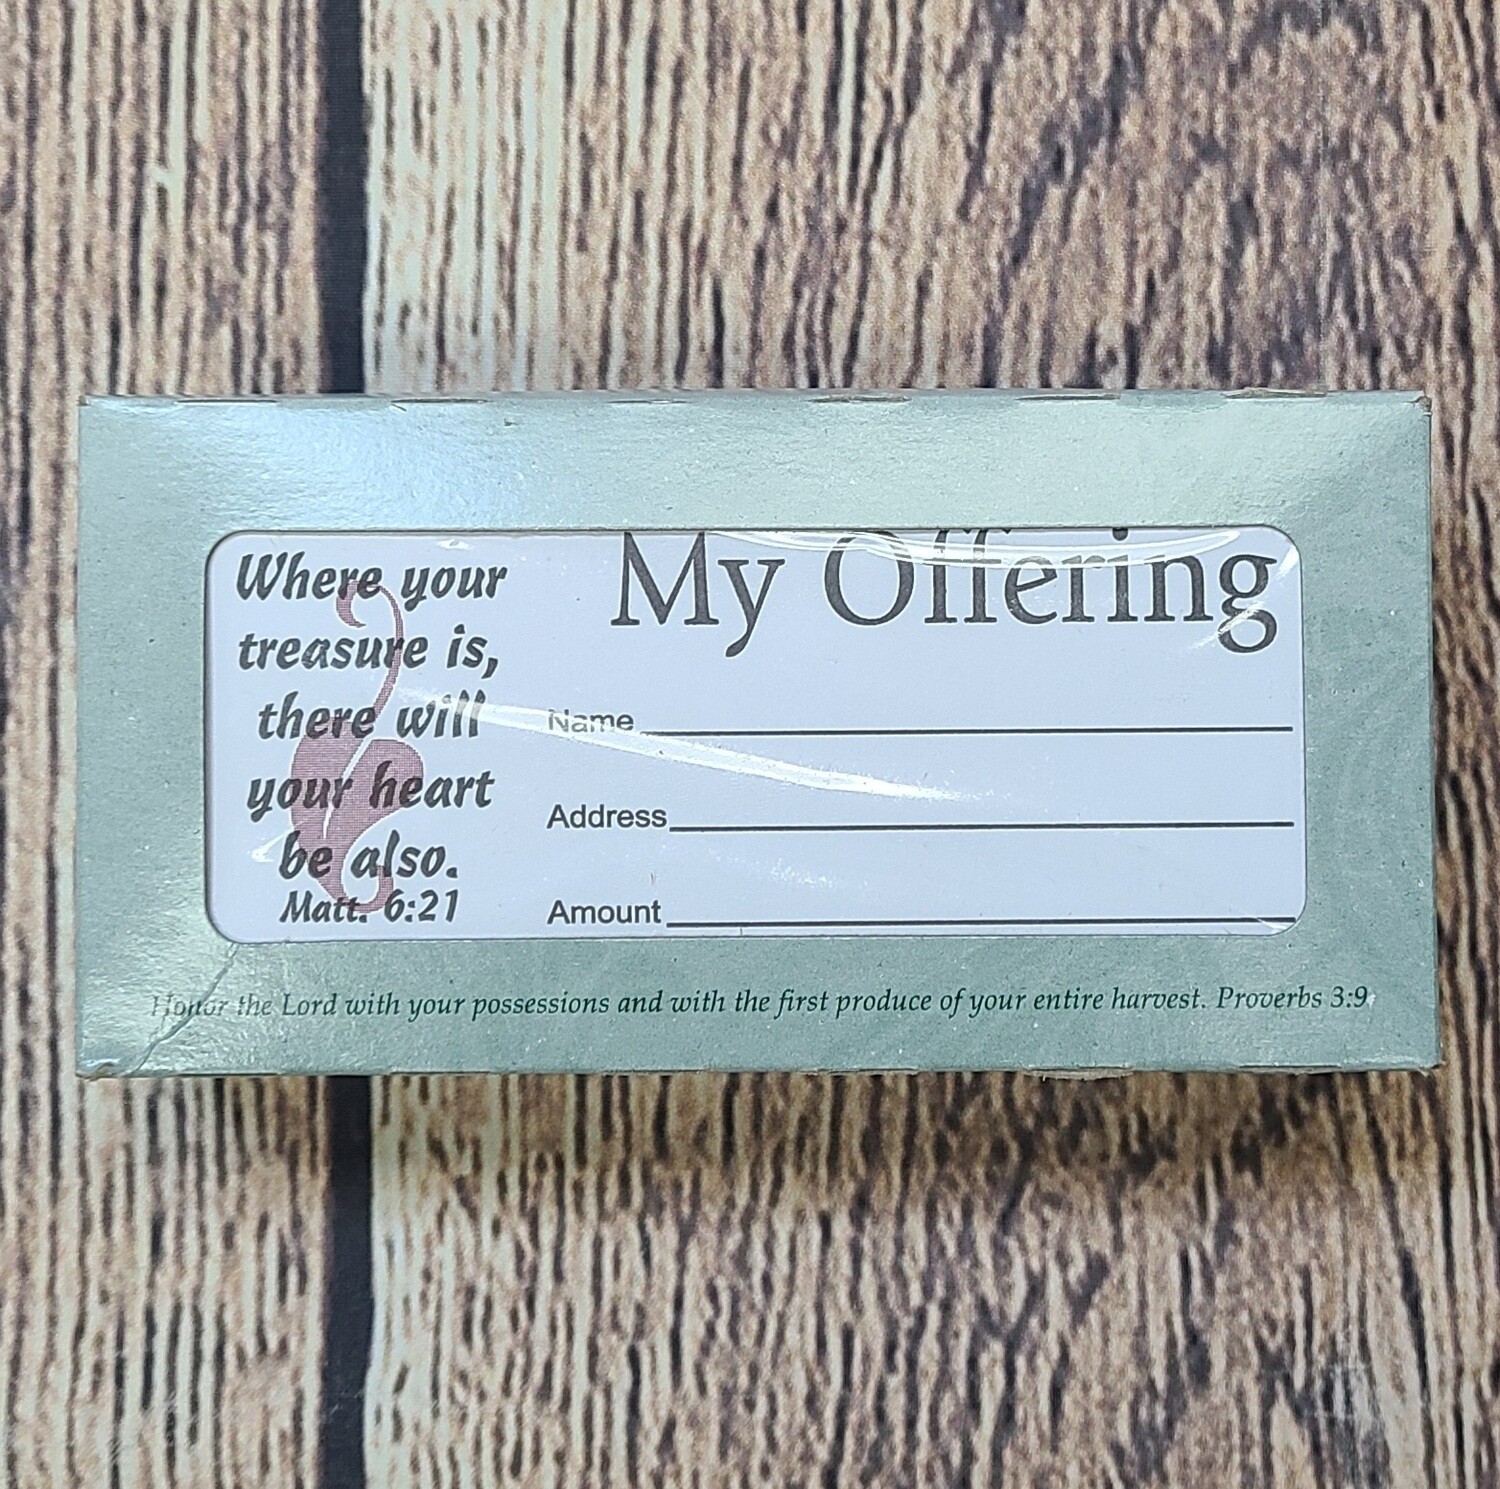 Where your
treasure is,
there will
your heart
be also.
Matt. 6:21
My Offering
Name
Address
Amount
Honor the Lord with your possessions and with the first produce of your entire harvest. Proverbs 3:9